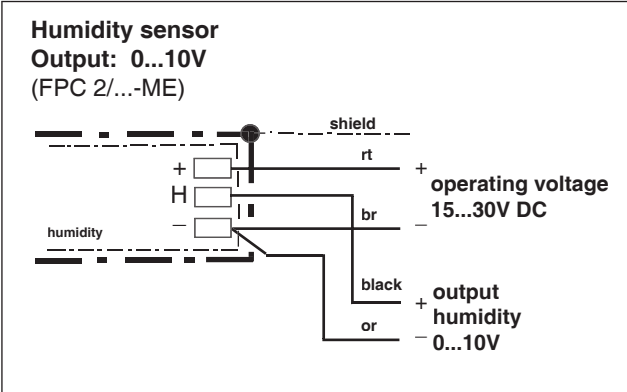 Humidity sensor
Output: 0...10V
(FPC 2/...-ME)
shield
rt
+
+
operating voltage
H
15...30V DC
br
–
–
humidity
black
+
output
humidity
or
–
0...10V